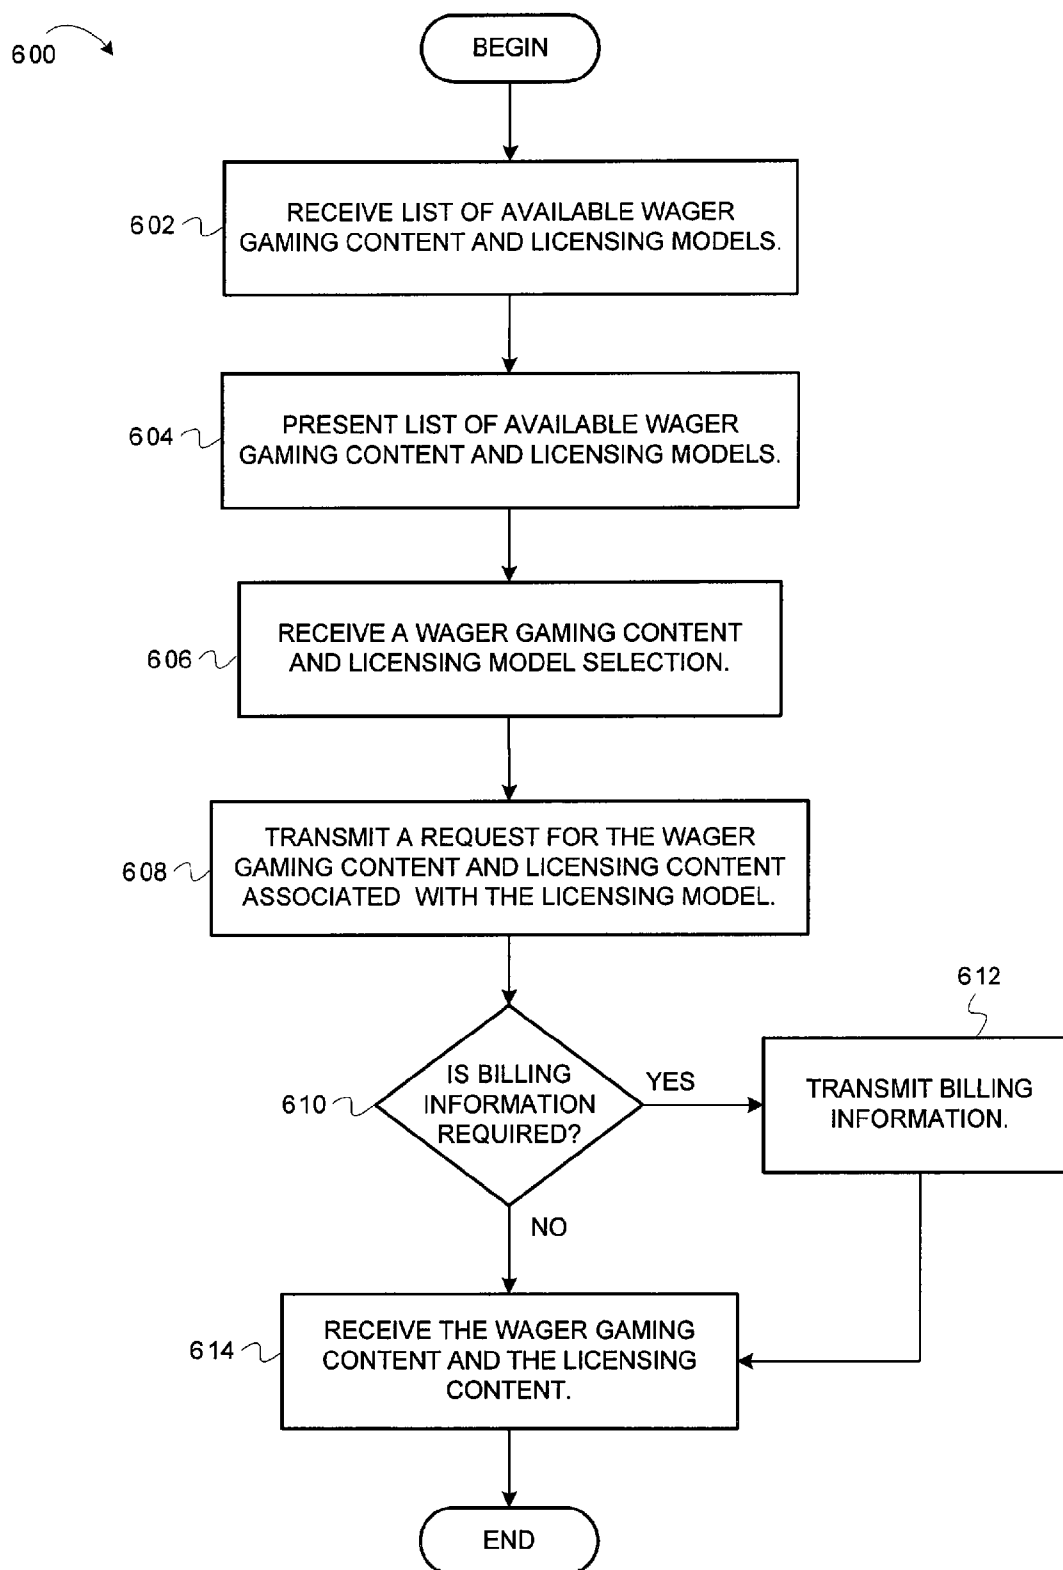 600
BEGIN
602
RECEIVE LIST OF AVAILABLE WAGER
GAMING CONTENT AND LICENSING MODELS.
604
PRESENT LIST OF AVAILABLE WAGER
GAMING CONTENT AND LICENSING MODELS.
606
RECEIVE A WAGER GAMING CONTENT
AND LICENSING MODEL SELECTION.
608
TRANSMIT A REQUEST FOR THE WAGER
GAMING CONTENT AND LICENSING CONTENT
ASSOCIATED WITH THE LICENSING MODEL.
610
IS BILLING
INFORMATION
REQUIRED?
YES
612
TRANSMIT BILLING
INFORMATION.
NO
614
RECEIVE THE WAGER GAMING
CONTENT AND THE LICENSING
CONTENT.
END